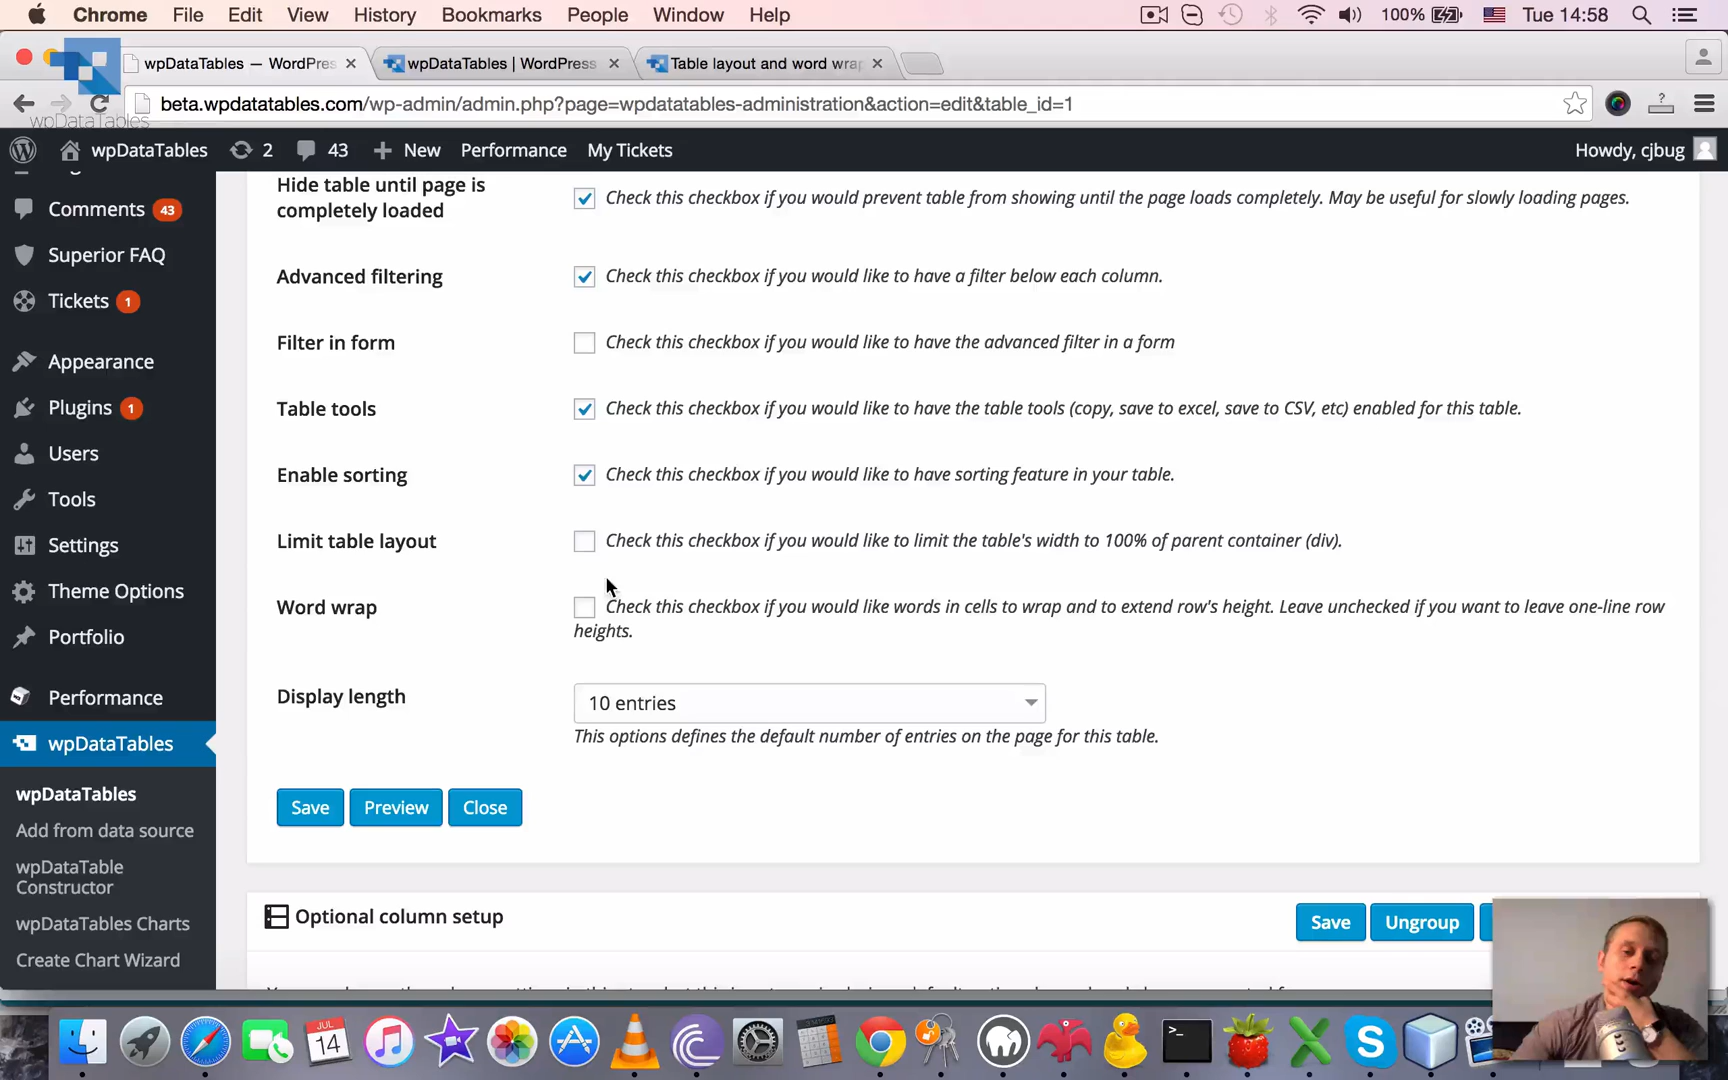 Chrome File Edit View History Bookmarks People Window Help 100% Tue 14:58
wpDataTables — WordPres wpDataTables | WordPress Table layout and word wra
beta.wpdatatables.com/wp-admin/admin.php?page=wpdatatables-administration&action=edit&table_id=1
wpDataTables
wpDataTables 2 43 New Performance My Tickets Howdy, cjbug
Comments 43
Superior FAQ
Tickets 1
Appearance
Plugins 1
Users
Tools
Settings
Theme Options
Portfolio
Performance
wpDataTables
wpDataTables
Add from data source
wpDataTable
Constructor
wpDataTables Charts
Create Chart Wizard
Hide table until page is
completely loaded
Check this checkbox if you would prevent table from showing until the page loads completely. May be useful for slowly loading pages.
Advanced filtering
Check this checkbox if you would like to have a filter below each column.
Filter in form
Check this checkbox if you would like to have the advanced filter in a form
Table tools
Check this checkbox if you would like to have the table tools (copy, save to excel, save to CSV, etc) enabled for this table.
Enable sorting
Check this checkbox if you would like to have sorting feature in your table.
Limit table layout
Check this checkbox if you would like to limit the table's width to 100% of parent container (div).
Word wrap
Check this checkbox if you would like words in cells to wrap and to extend row's height. Leave unchecked if you want to leave one-line row
heights.
Display length
10 entries
This options defines the default number of entries on the page for this table.
Save Preview Close
Optional column setup
Save Ungroup
JUL
14